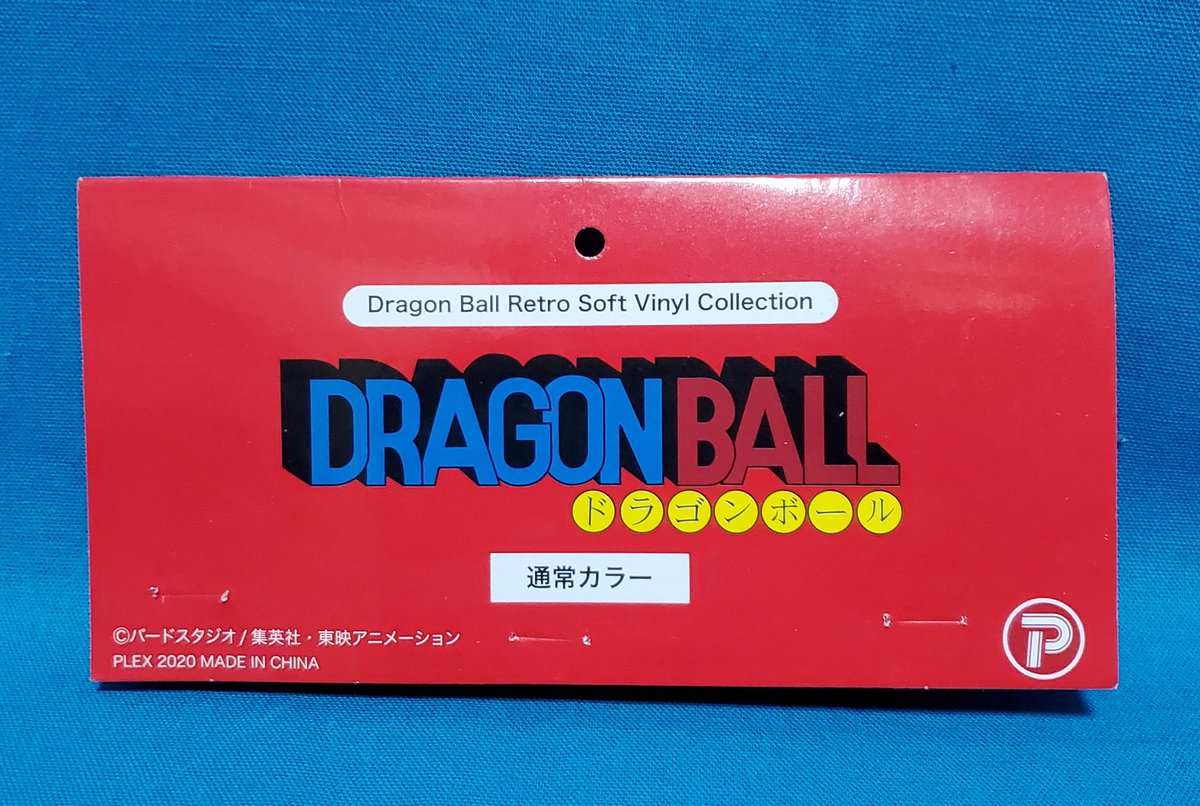 Dragon Ball Retro Soft Vinyl Collection
DRAGON BALL
ドラゴンボール
通常カラー
©バードスタジオ/集英社・東映アニメーション
PLEX 2020 MADE IN CHINA
P